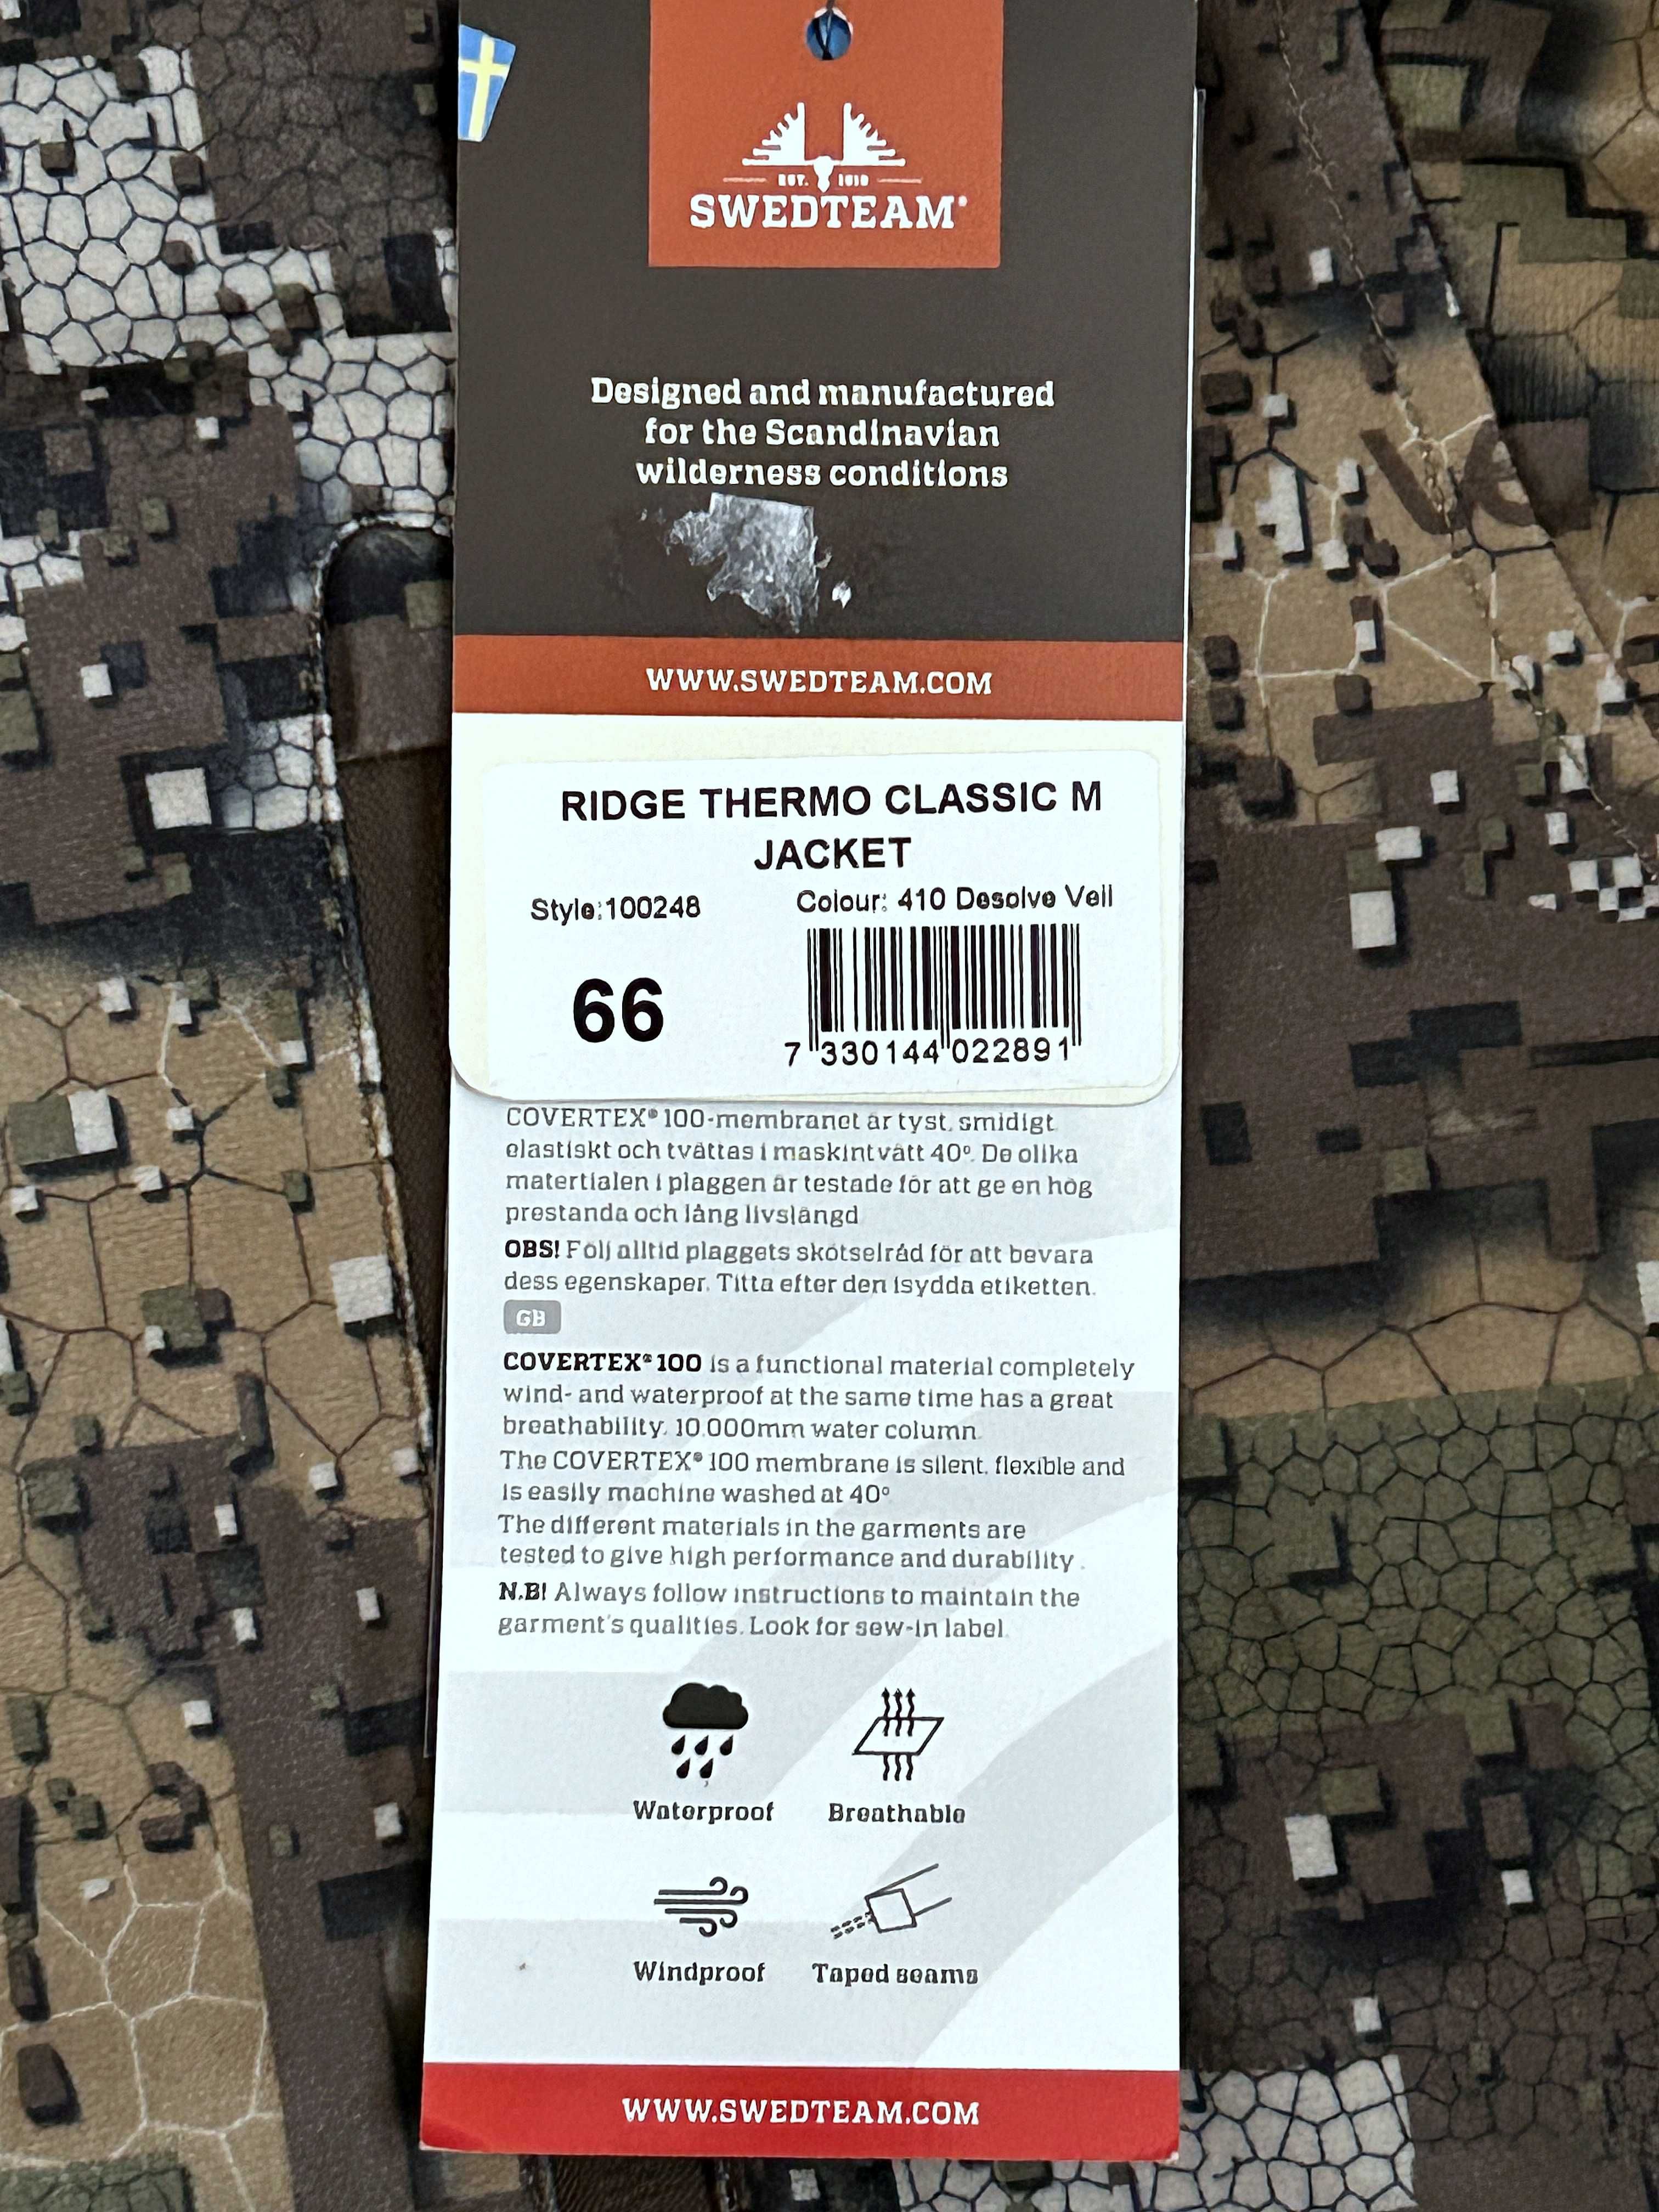 EST. 1919
SWEDTEAM®
Designed and manufactured
for the Scandinavian
wilderness conditions
WWW.SWEDTEAM.COM
RIDGE THERMO CLASSIC M
JACKET
Style:100248
Colour: 410 Desolve Veil
66
7 330144 022891
COVERTEX® 100-membranet är tyst, smidigt
elastiskt och tvättas i maskintvätt 40°. De olika
matertialen i plaggen är testade för att ge en hög
prestanda och lång livslängd
OBS! Följ alltid plaggets skötselråd för att bevara
dess egenskaper. Titta efter den isydda etiketten.
GB
COVERTEX® 100 is a functional material completely
wind- and waterproof at the same time has a great
breathability. 10.000mm water column.
The COVERTEX® 100 membrane is silent, flexible and
is easily machine washed at 40°
The different materials in the garments are
tested to give high performance and durability .
N.B! Always follow instructions to maintain the
garment's qualities. Look for sew-in label.
Waterproof
Breathable
Windproof
Taped seams
WWW.SWEDTEAM.COM